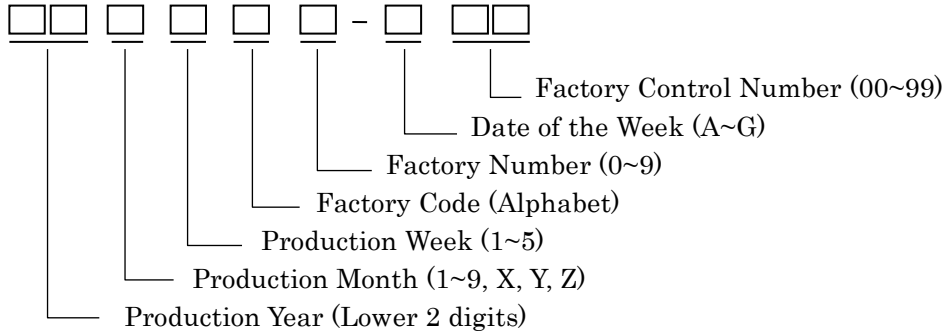 Factory Control Number (00~99)
Date of the Week (A~G)
Factory Number (0~9)
Factory Code (Alphabet)
Production Week (1~5)
Production Month (1~9, X, Y, Z)
Production Year (Lower 2 digits)